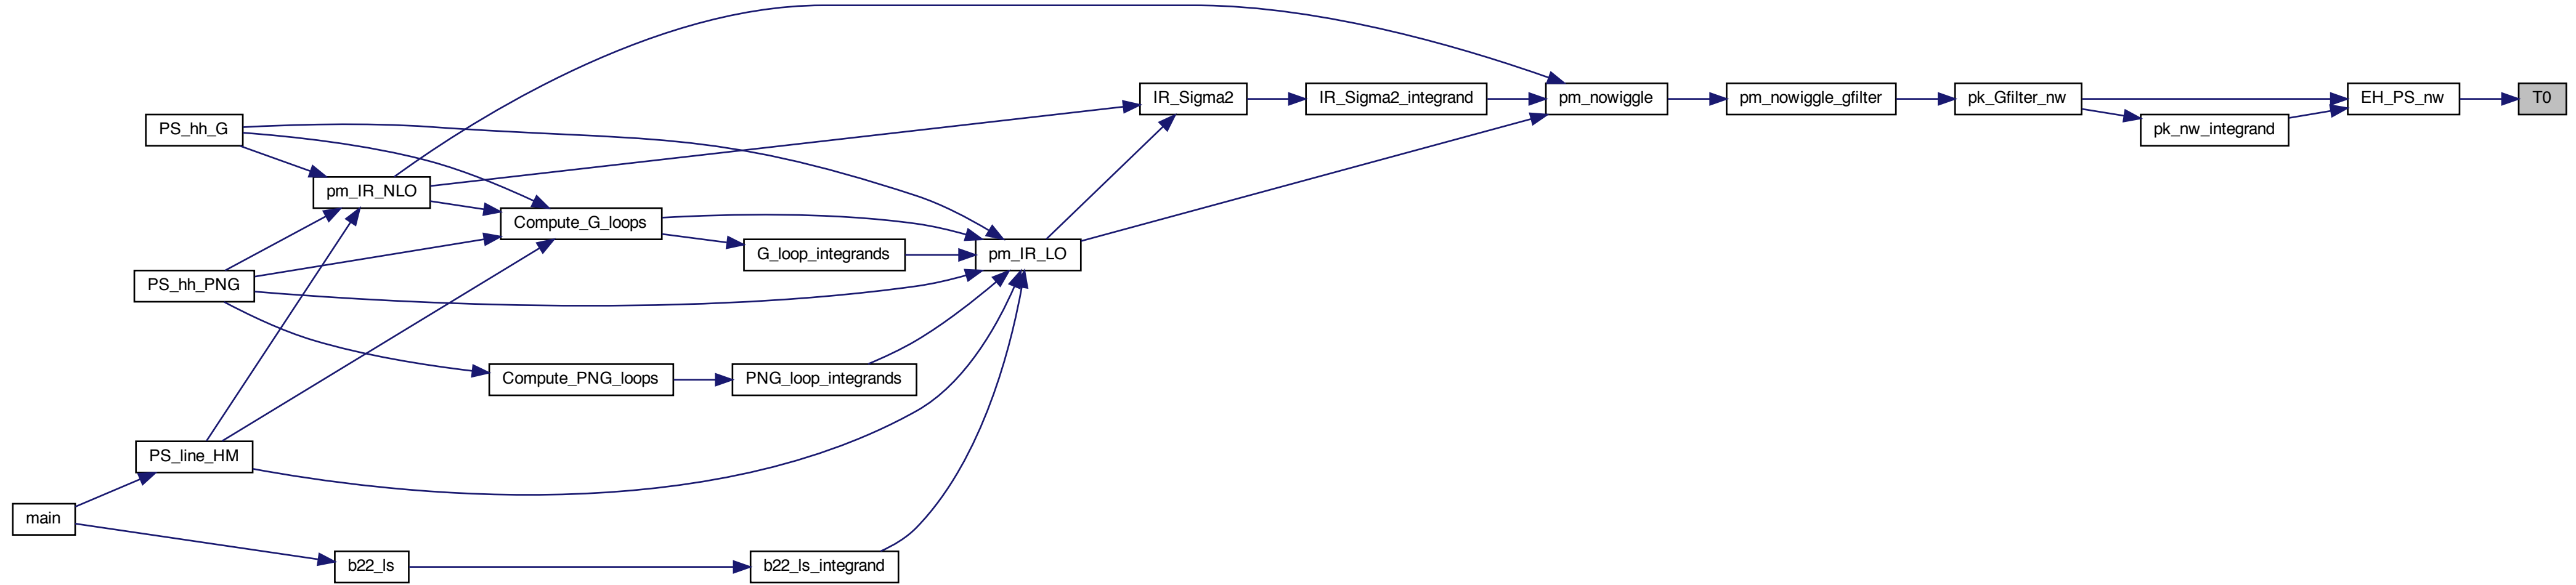 IR_Sigma2
IR_Sigma2_integrand
pm_nowiggle
pm_nowiggle_gfilter
pk_Gfilter_nw
EH_PS_nw
T0
PS_hh_G
pk_nw_integrand
pm_IR_NLO
Compute_G_loops
G_loop_integrands
pm_IR_LO
PS_hh_PNG
Compute_PNG_loops
PNG_loop_integrands
PS_line_HM
main
b22_ls
b22_ls_integrand